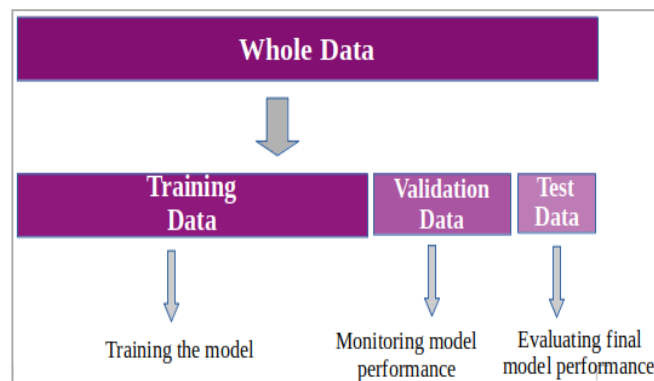 Whole Data
Training
Data
Validation
Data
Test
Data
Training the model
Monitoring model
performance
Evaluating final
model performance